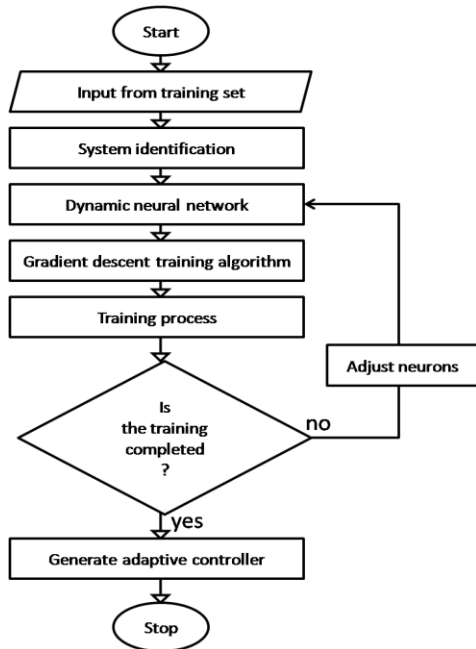 Start
Input from training set
System identification
Dynamic neural network
Gradient descent training algorithm
Training process
Adjust neurons
Is
the training
completed
?
no
yes
Generate adaptive controller
Stop